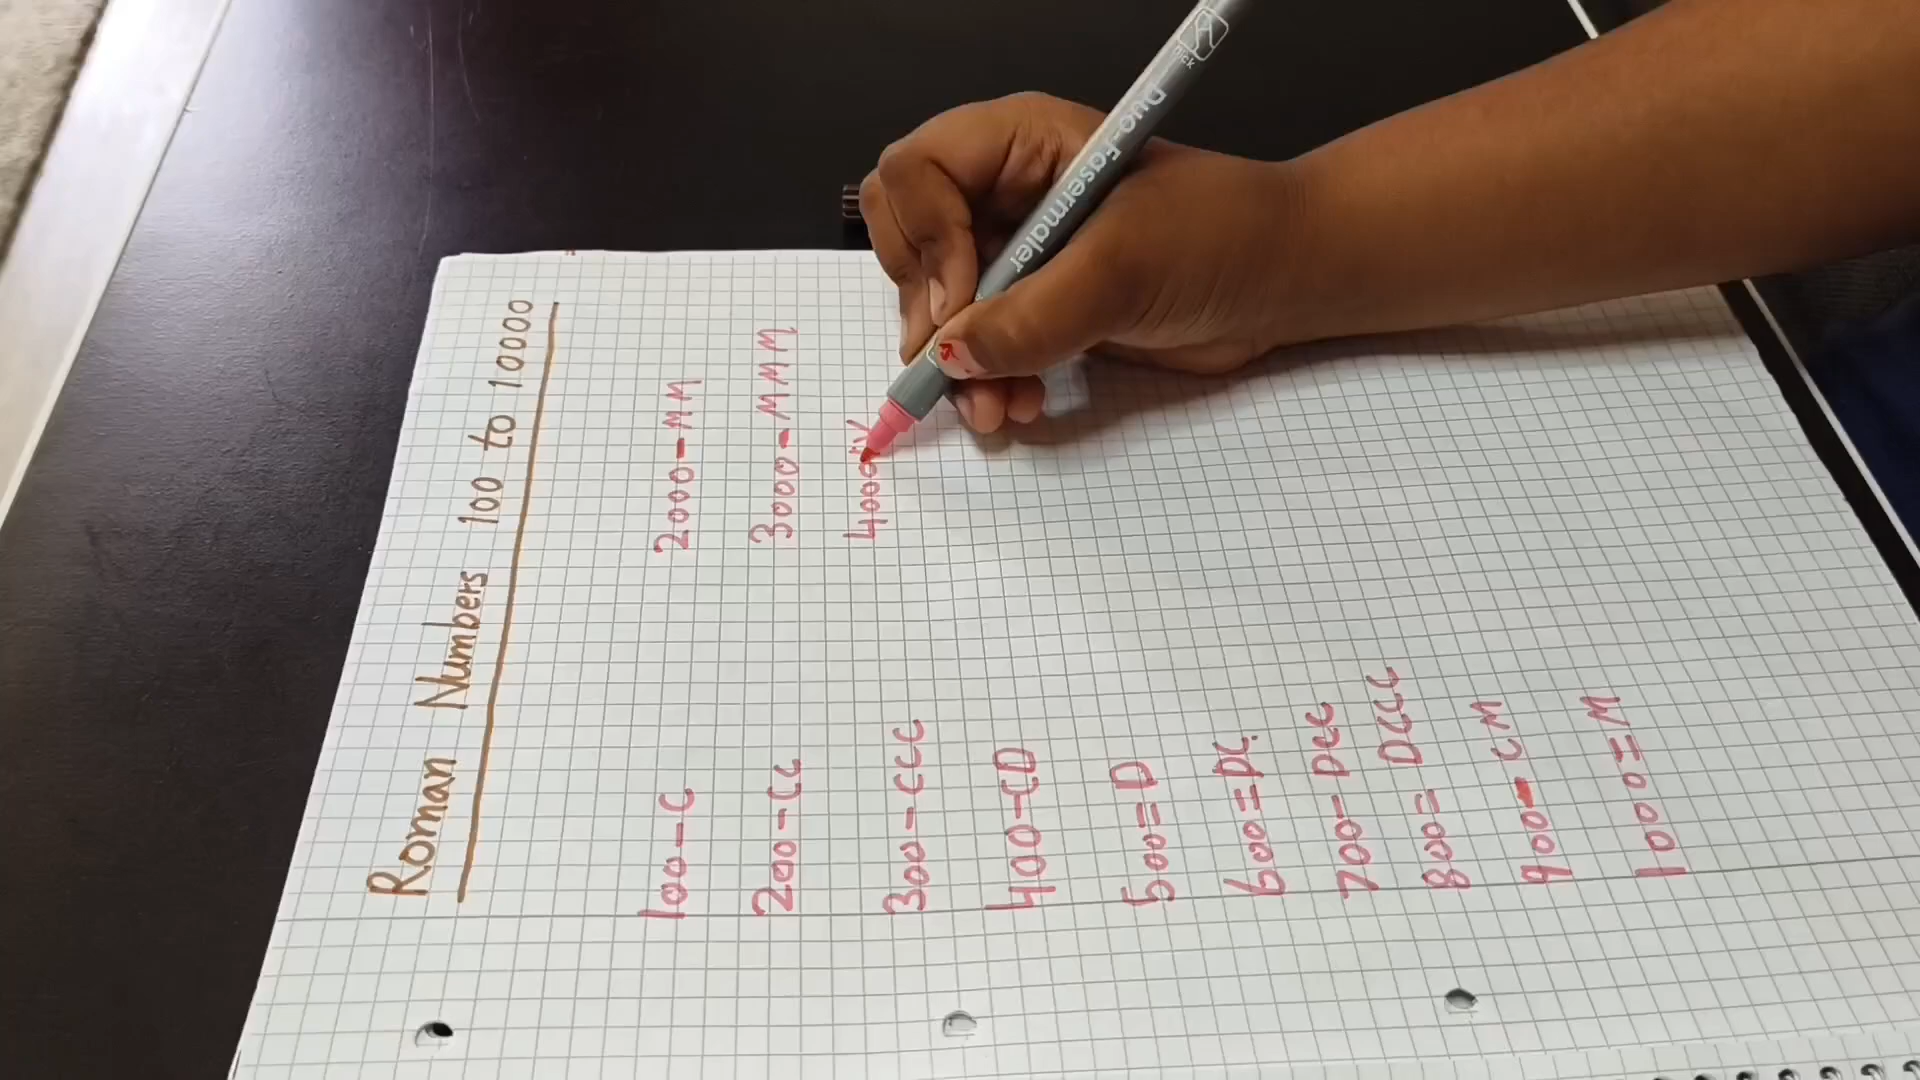 Roman Numbers 100 to 10000
100-C
200-CC
300-CCC
400-CD
500=D
600=DC
700-DCC
800=DCCC
900-CM
1000=M
2000-MM
3000-MMM
4000
Duo-Fasermaler